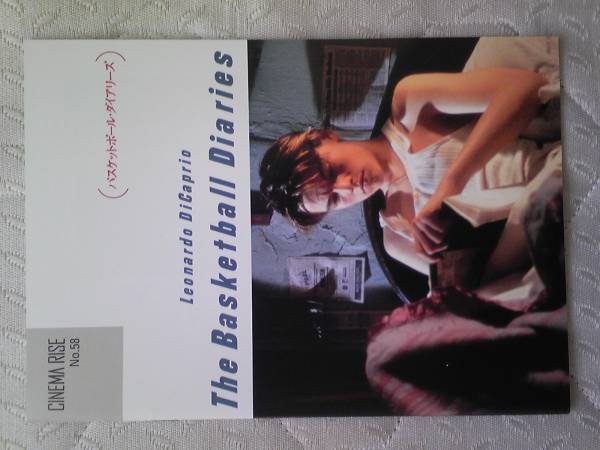 CINEMA RISE
No.58
(バスケットボール・ダイアリーズ)
Leonardo DiCaprio
The Basketball Diaries